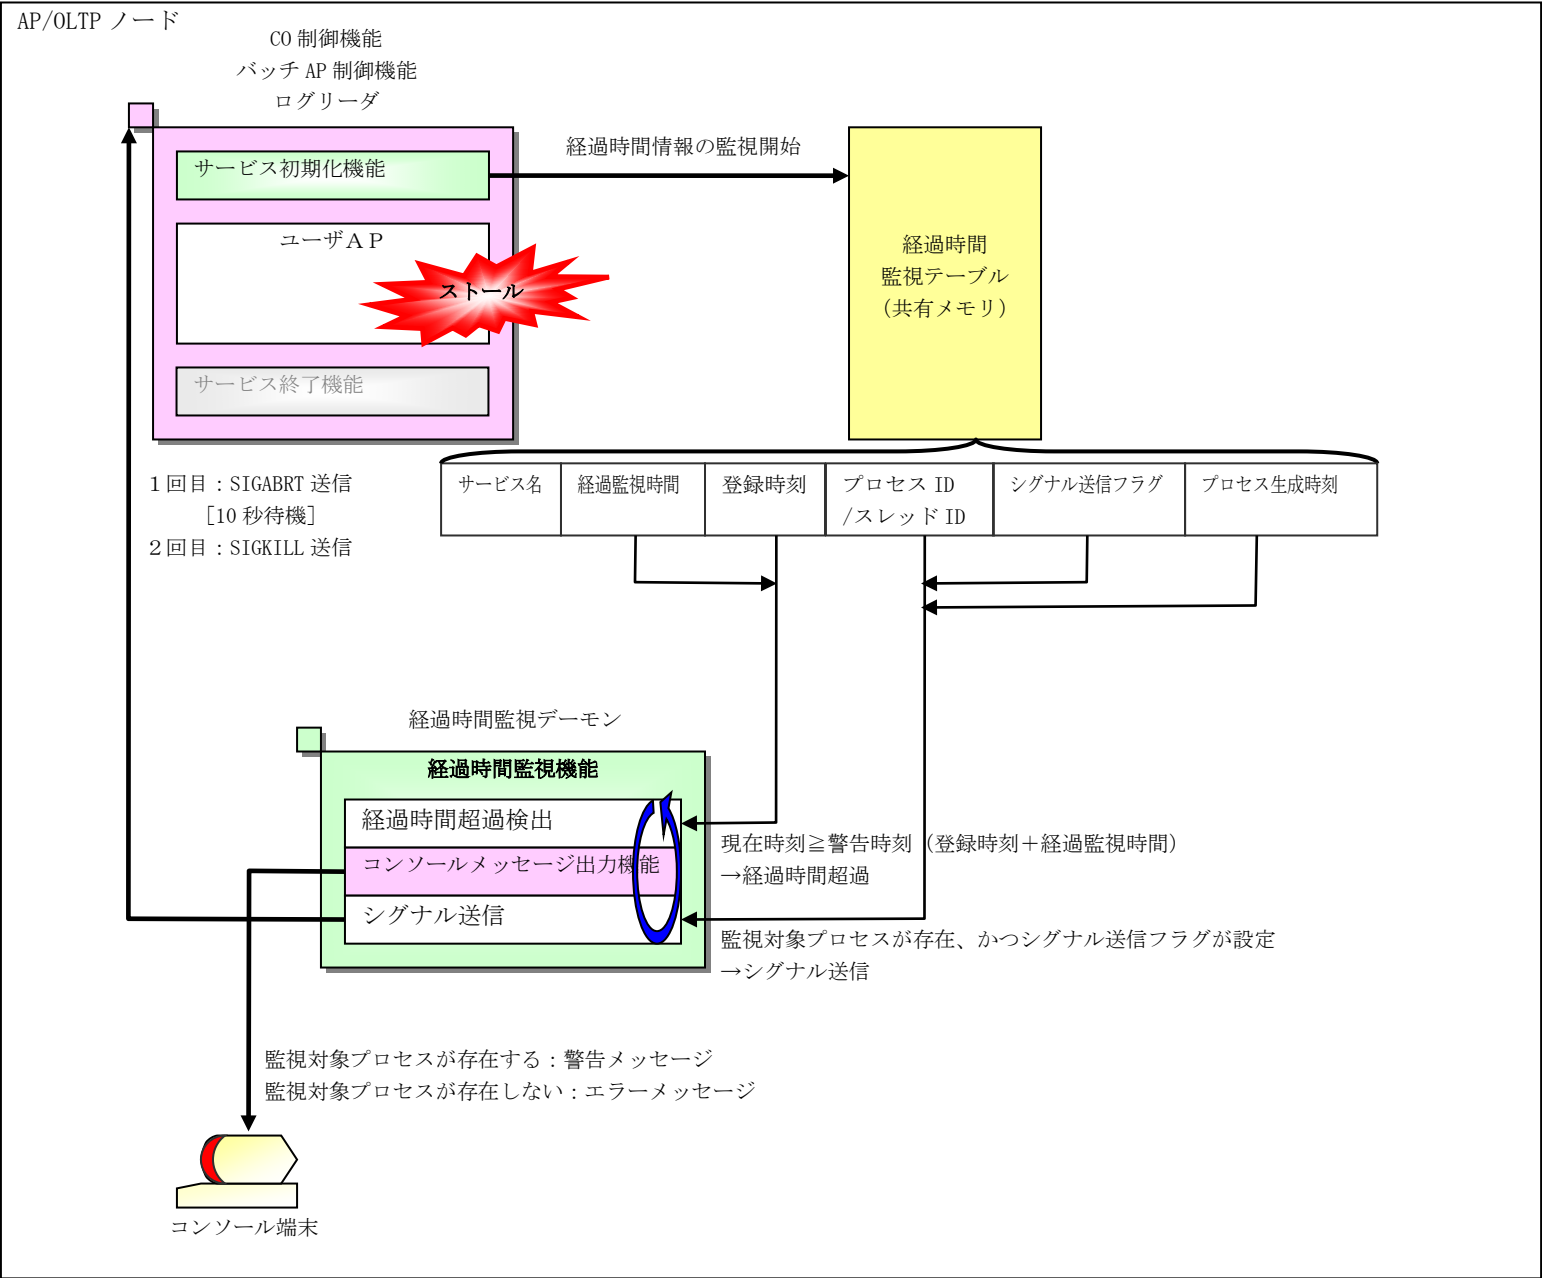 AP/OLTP ノード
CO 制御機能
バッチ AP 制御機能
ログリーダ
サービス初期化機能
経過時間情報の監視開始
ユーザＡＰ
ストール
サービス終了機能
経過時間
監視テーブル
（共有メモリ）
１回目：SIGABRT 送信
［10 秒待機］
２回目：SIGKILL 送信
サービス名
経過監視時間
登録時刻
プロセス ID
/スレッド ID
シグナル送信フラグ
プロセス生成時刻
経過時間監視デーモン
経過時間監視機能
経過時間超過検出
コンソールメッセージ出力機能
シグナル送信
現在時刻≧警告時刻（登録時刻＋経過監視時間）
→経過時間超過
監視対象プロセスが存在、かつシグナル送信フラグが設定
→シグナル送信
監視対象プロセスが存在する：警告メッセージ
監視対象プロセスが存在しない：エラーメッセージ
コンソール端末